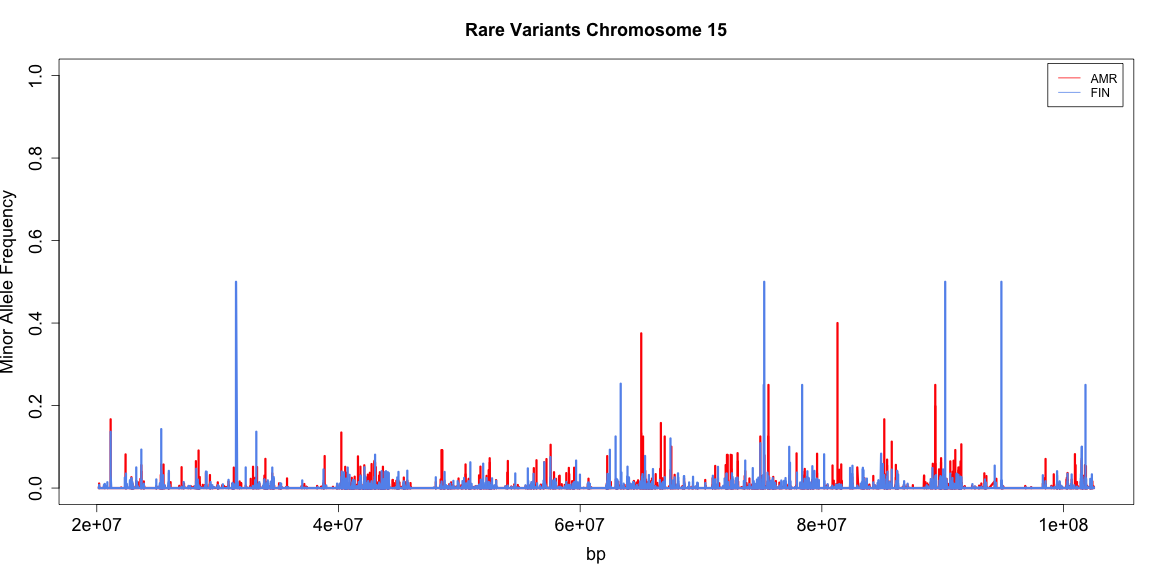 Rare Variants Chromosome 15
AMR
FIN
Minor Allele Frequency
1.0
0.8
0.6
0.4
0.2
0.0
2e+07 4e+07 6e+07 8e+07 1e+08
bp